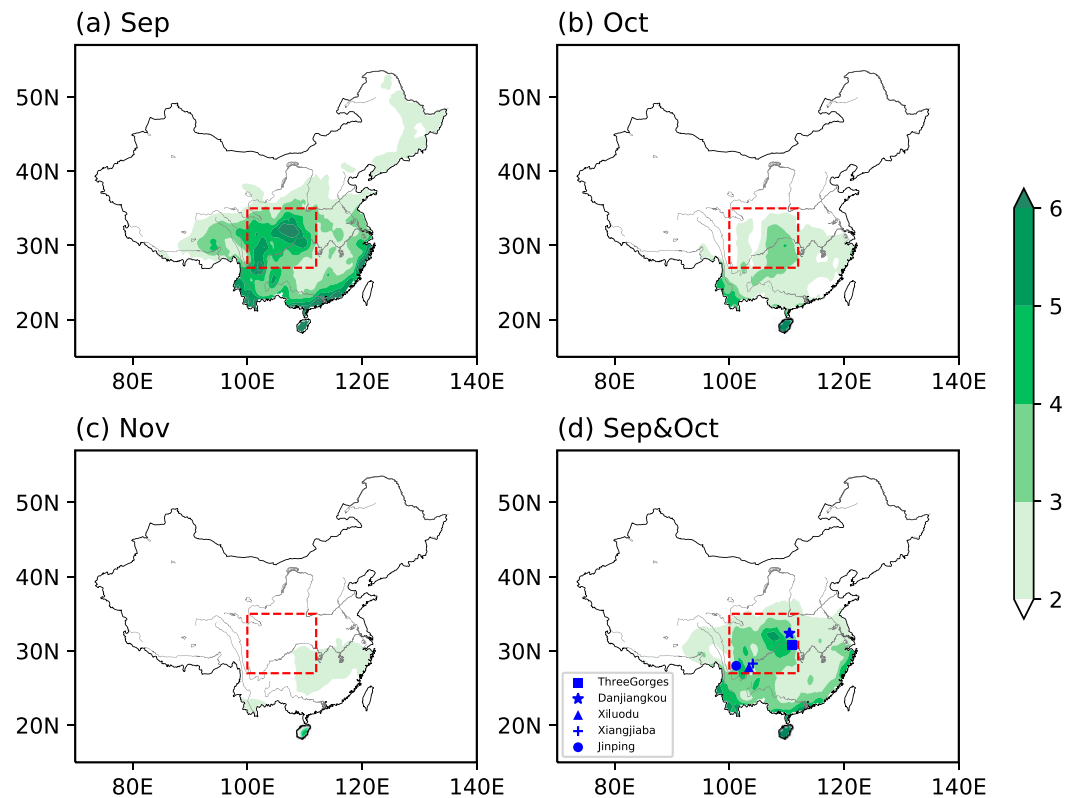 (a) Sep
50N
40N
30N
20N
80E 100E 120E 140E
(b) Oct
50N
40N
30N
20N
80E 100E 120E 140E
(c) Nov
50N
40N
30N
20N
80E 100E 120E 140E
(d) Sep&Oct
50N
40N
30N
20N
ThreeGorges
Danjiangkou
Xiluodu
Xiangjiaba
Jinping
80E 100E 120E 140E
6
5
4
3
2